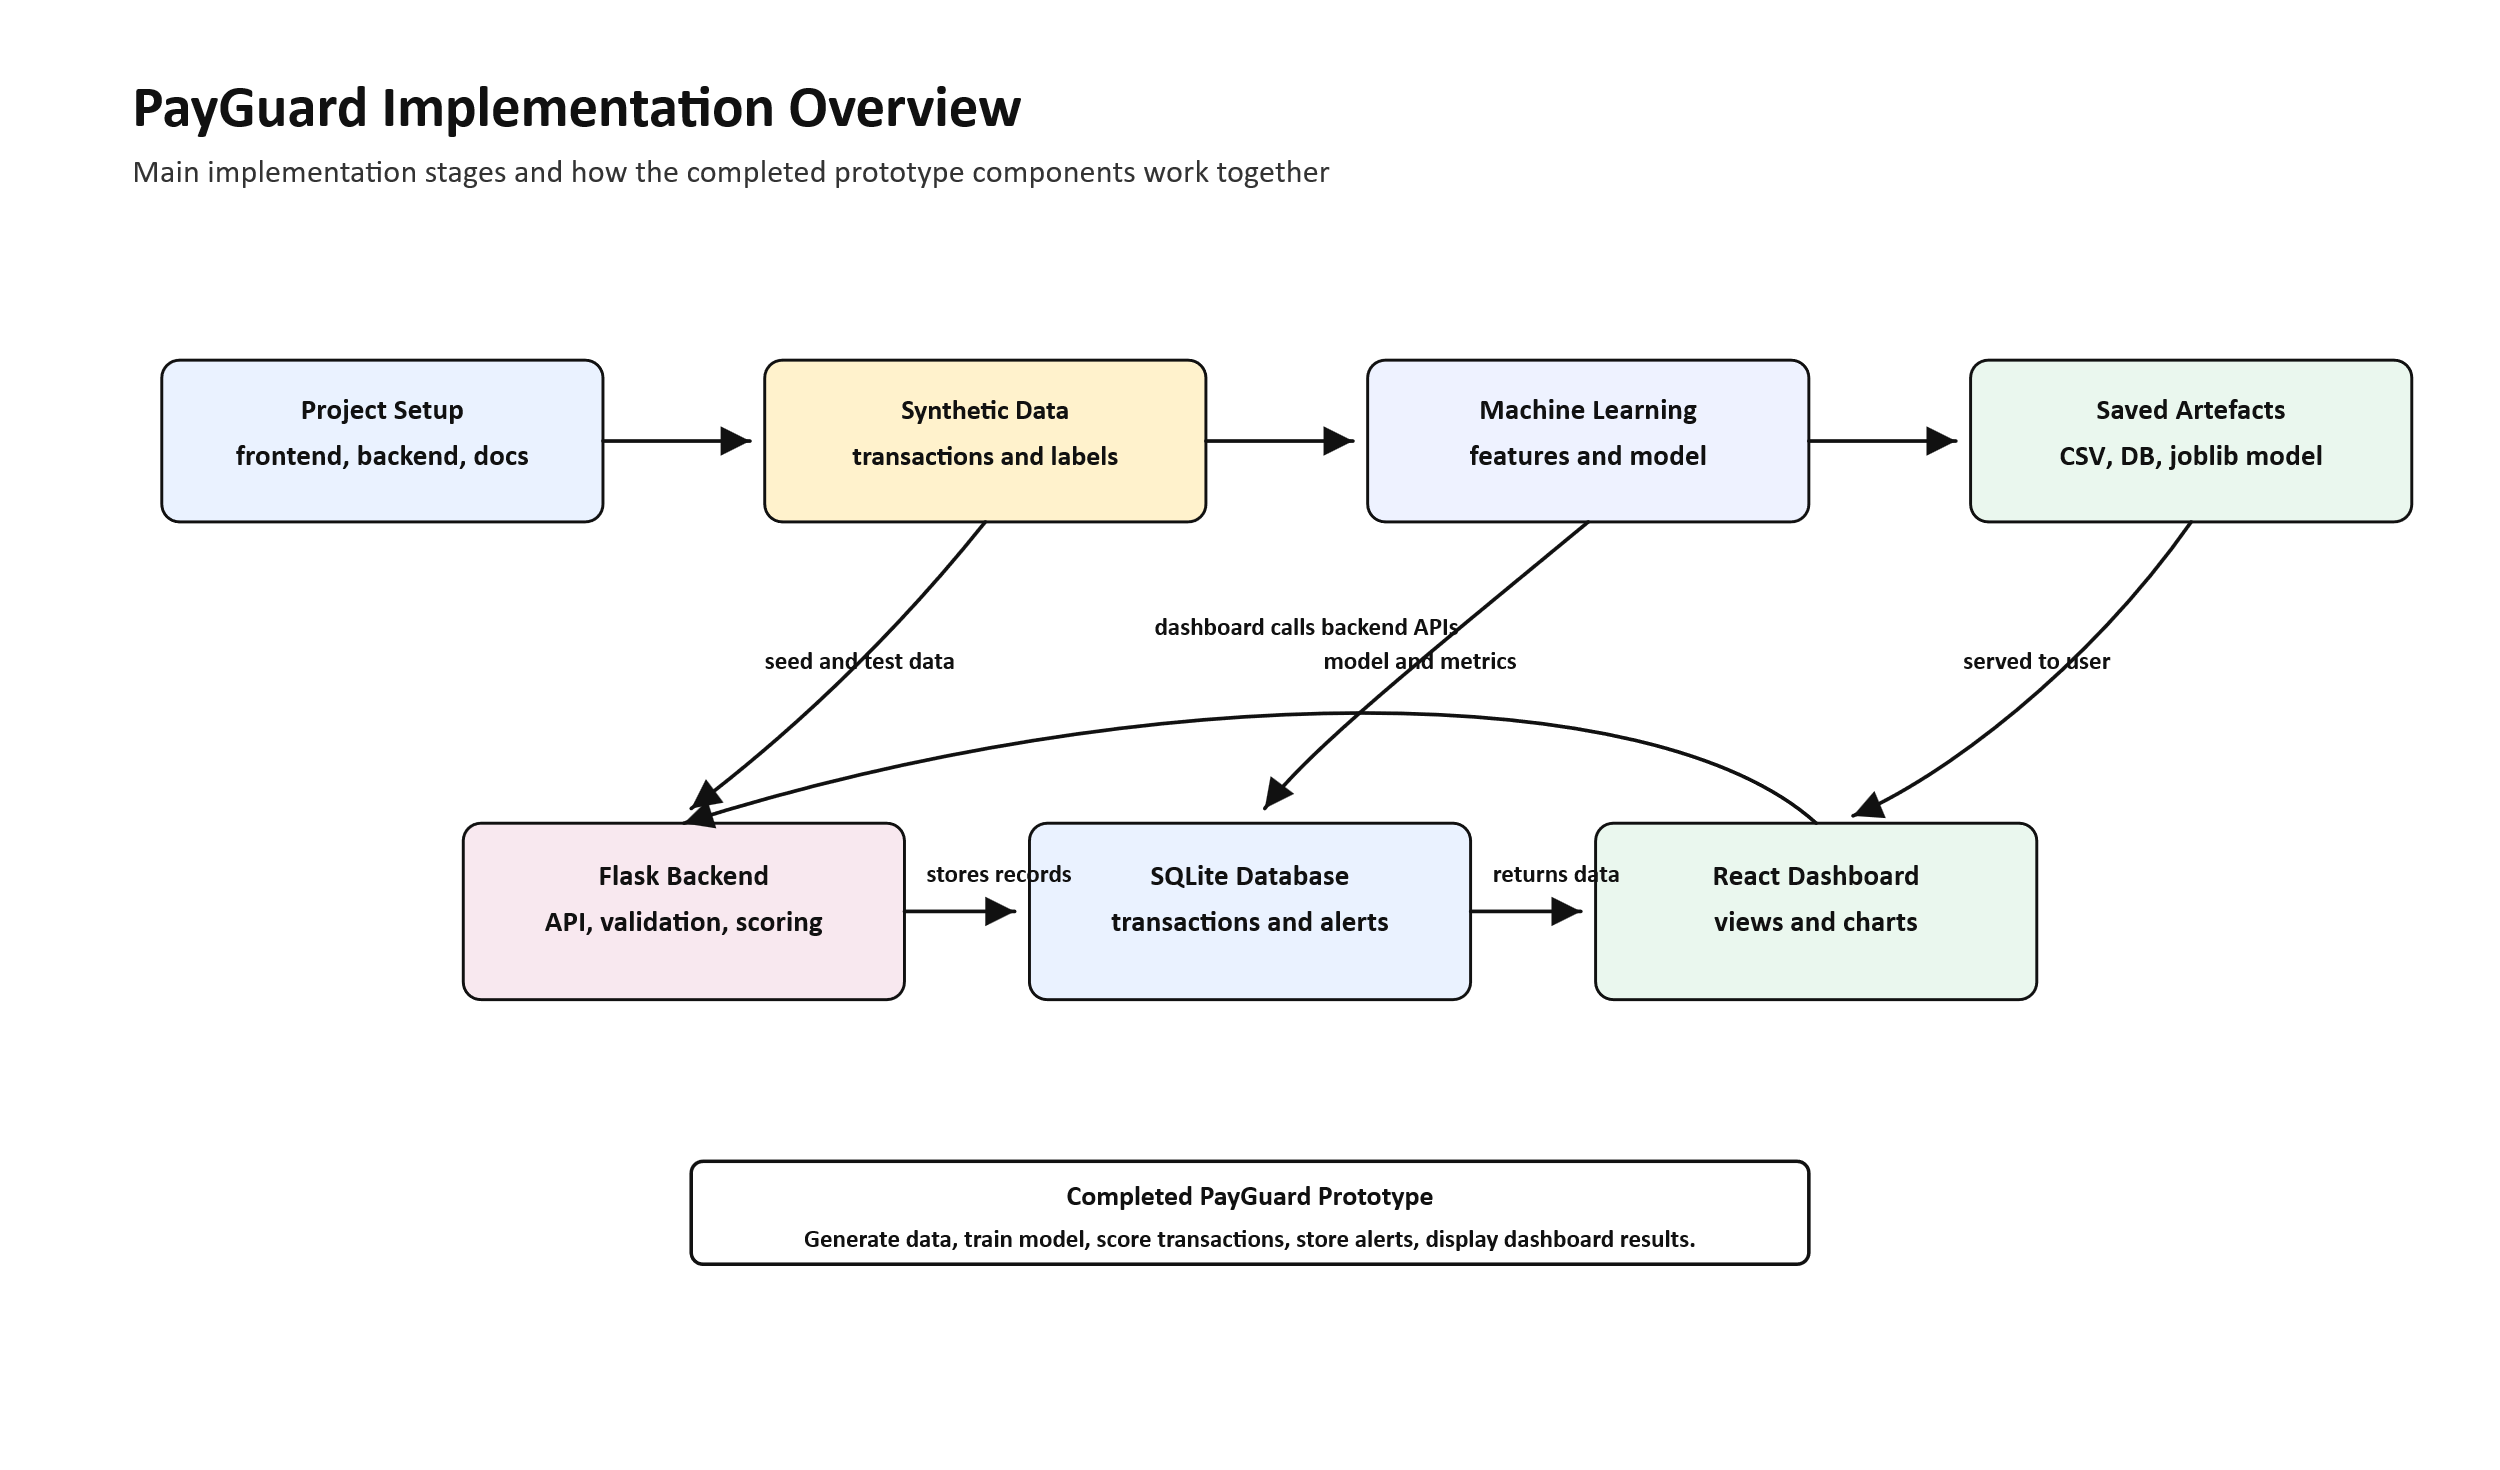 PayGuard Implementation Overview
Main implementation stages and how the completed prototype components work together
Project Setup
frontend, backend, docs
Synthetic Data
transactions and labels
Machine Learning
features and model
Saved Artefacts
CSV, DB, joblib model
dashboard calls backend APIs
seed and test data
model and metrics
served to user
Flask Backend
API, validation, scoring
stores records
SQLite Database
transactions and alerts
returns data
React Dashboard
views and charts
Completed PayGuard Prototype
Generate data, train model, score transactions, store alerts, display dashboard results.